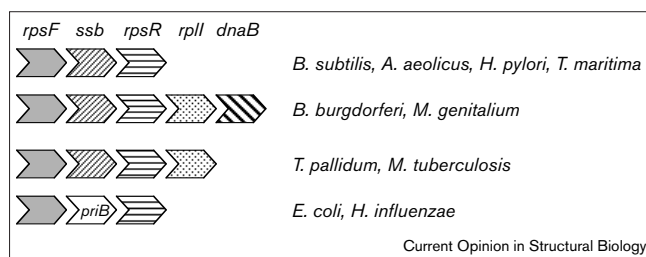 rpsF ssb rpsR rplI dnaB
B. subtilis, A. aeolicus, H. pylori, T. maritima
B. burgdorferi, M. genitalium
T. pallidum, M. tuberculosis
priB E. coli, H. influenzae
Current Opinion in Structural Biology